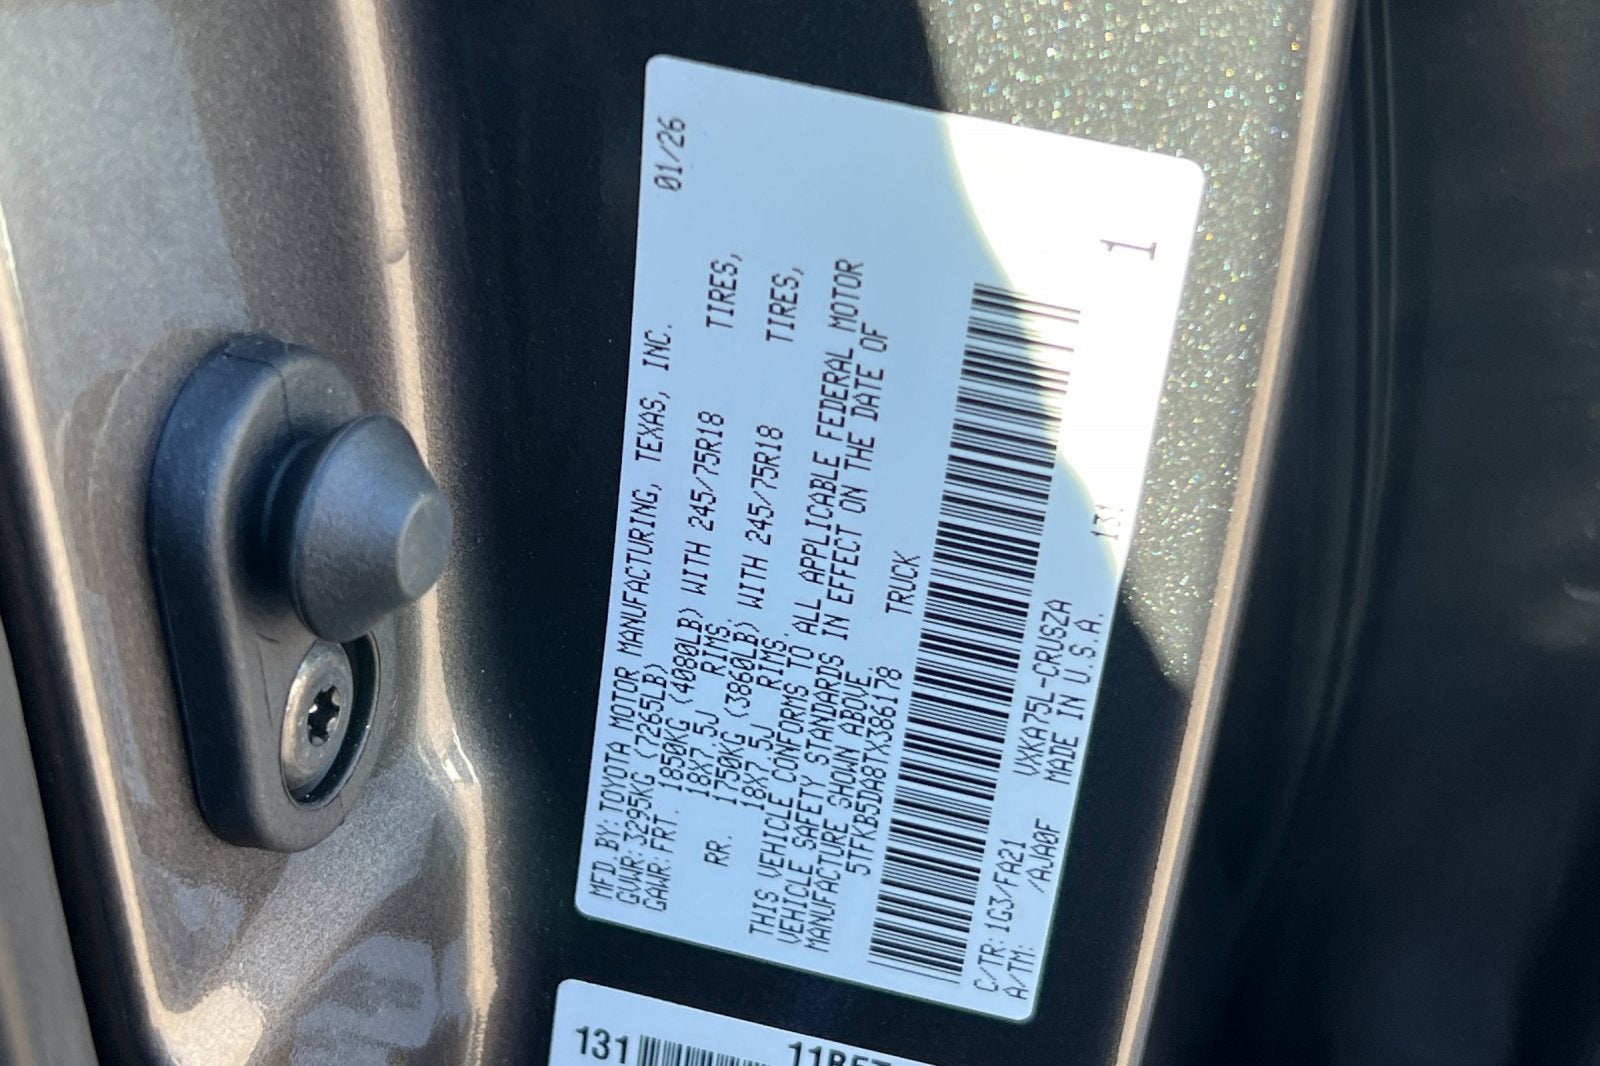 MFD.BY:TOYOTA MOTOR MANUFACTURING, TEXAS, INC. 01/26
GVWR:3295KG (7265LB)
GAWR:FRT. 1850KG (4080LB) WITH 245/75R18 TIRES,
18X7.5J RIMS.
RR. 1750KG (3860LB) WITH 245/75R18 TIRES,
18X7.5J RIMS.
THIS VEHICLE CONFORMS TO ALL APPLICABLE FEDERAL MOTOR
VEHICLE SAFETY STANDARDS IN EFFECT ON THE DATE OF
MANUFACTURE SHOWN ABOVE.
5TFKB5DA8TX386178 TRUCK
1
C/TR: 1G3/FA21 VXKA75L-CRUSZA 131
A/TM: /AJA0F MADE IN U.S.A.
131